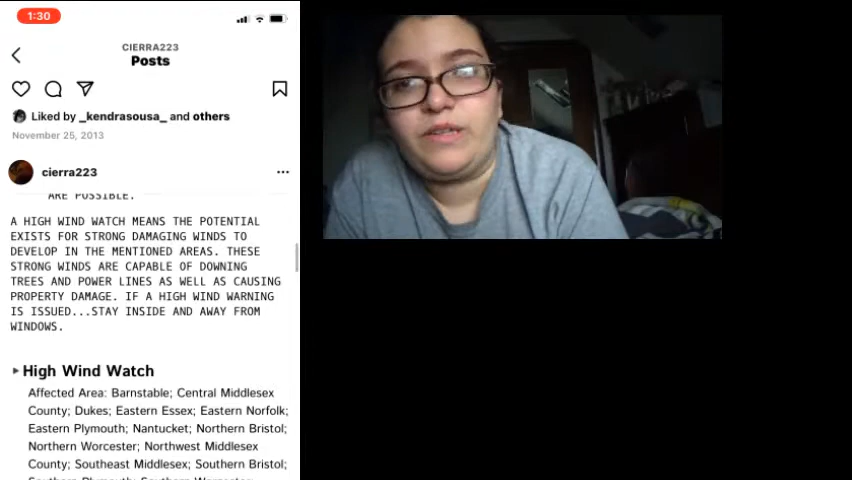 1:30
CIERRA223
Posts
Liked by _kendrasousa_ and others
November 25, 2013
cierra223
ARE POSSIBLE.
A HIGH WIND WATCH MEANS THE POTENTIAL
EXISTS FOR STRONG DAMAGING WINDS TO
DEVELOP IN THE MENTIONED AREAS. THESE
STRONG WINDS ARE CAPABLE OF DOWNING
TREES AND POWER LINES AS WELL AS CAUSING
PROPERTY DAMAGE. IF A HIGH WIND WARNING
IS ISSUED...STAY INSIDE AND AWAY FROM
WINDOWS.
High Wind Watch
Affected Area: Barnstable; Central Middlesex
County; Dukes; Eastern Essex; Eastern Norfolk;
Eastern Plymouth; Nantucket; Northern Bristol;
Northern Worcester; Northwest Middlesex
County; Southeast Middlesex; Southern Bristol;
Southern Plymouth; Southern Worcester;